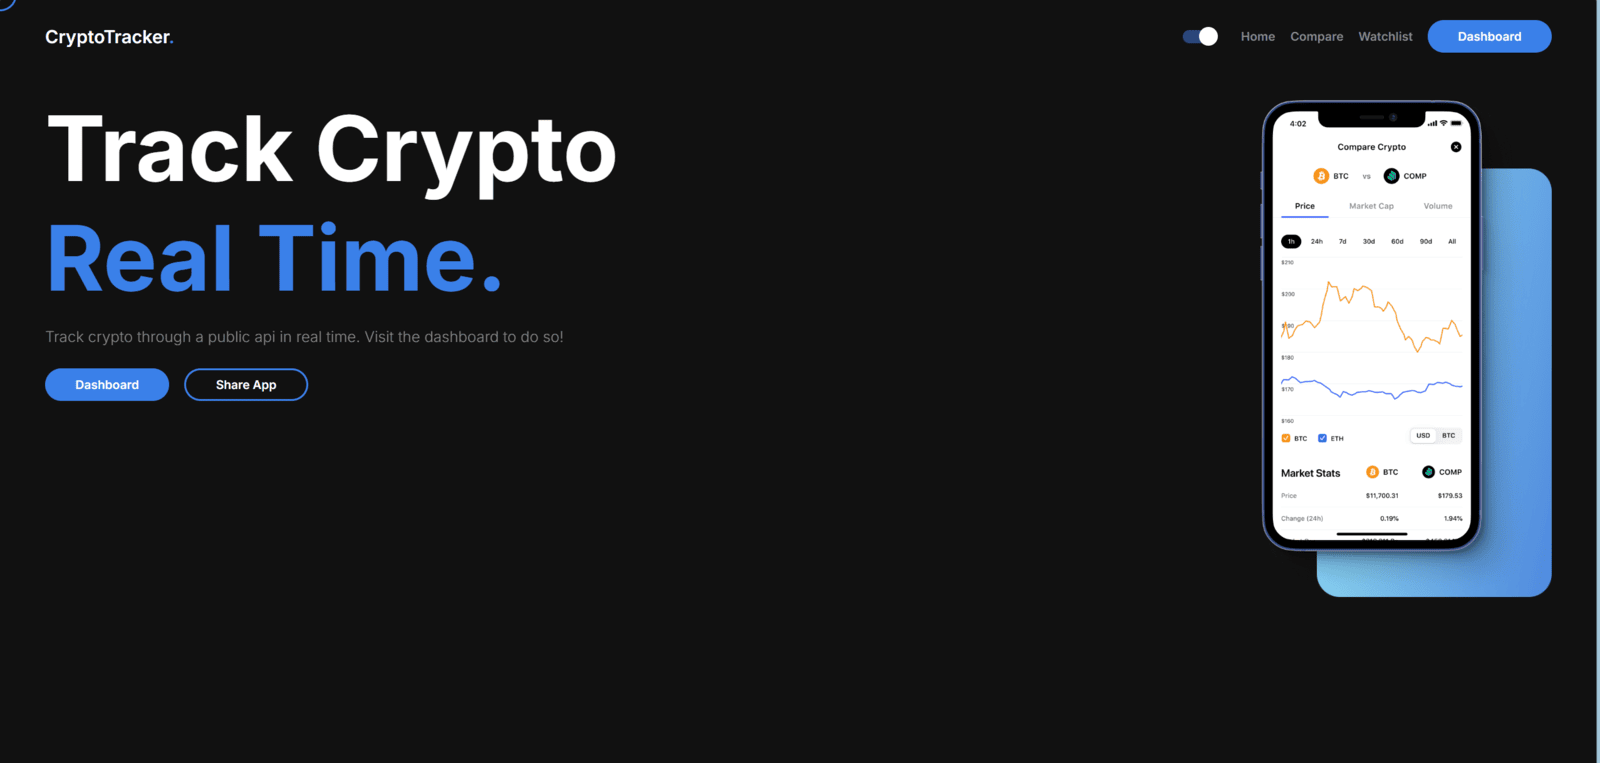 CryptoTracker.
Home Compare Watchlist Dashboard
Track Crypto
Real Time.
Track crypto through a public api in real time. Visit the dashboard to do so!
Dashboard Share App
4:02
Compare Crypto
BTC vs COMP
Price Market Cap Volume
1h 24h 7d 30d 60d 90d All
$210
$200
$190
$180
$170
$160
BTC ETH USD BTC
Market Stats BTC COMP
Price $11,700.31 $179.53
Change (24h) 0.19% 1.94%